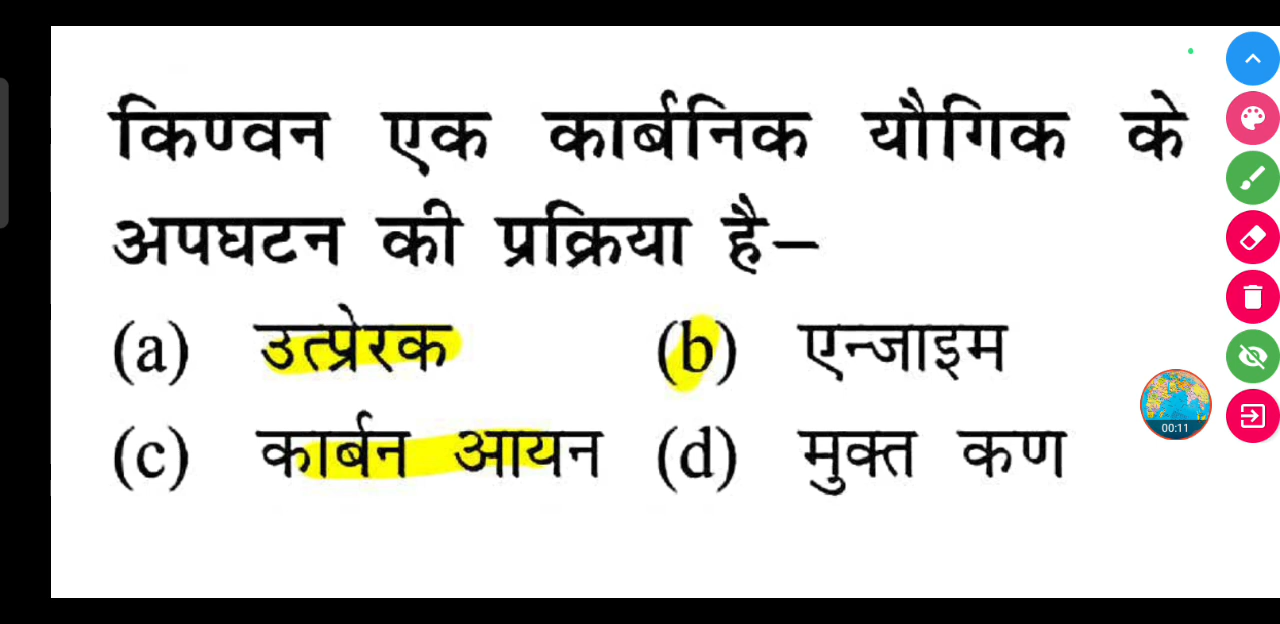 किण्वन एक कार्बनिक यौगिक के
अपघटन की प्रक्रिया है–
(a) उत्प्रेरक (b) एन्जाइम
(c) कार्बन आयन (d) मुक्त कण
00:11